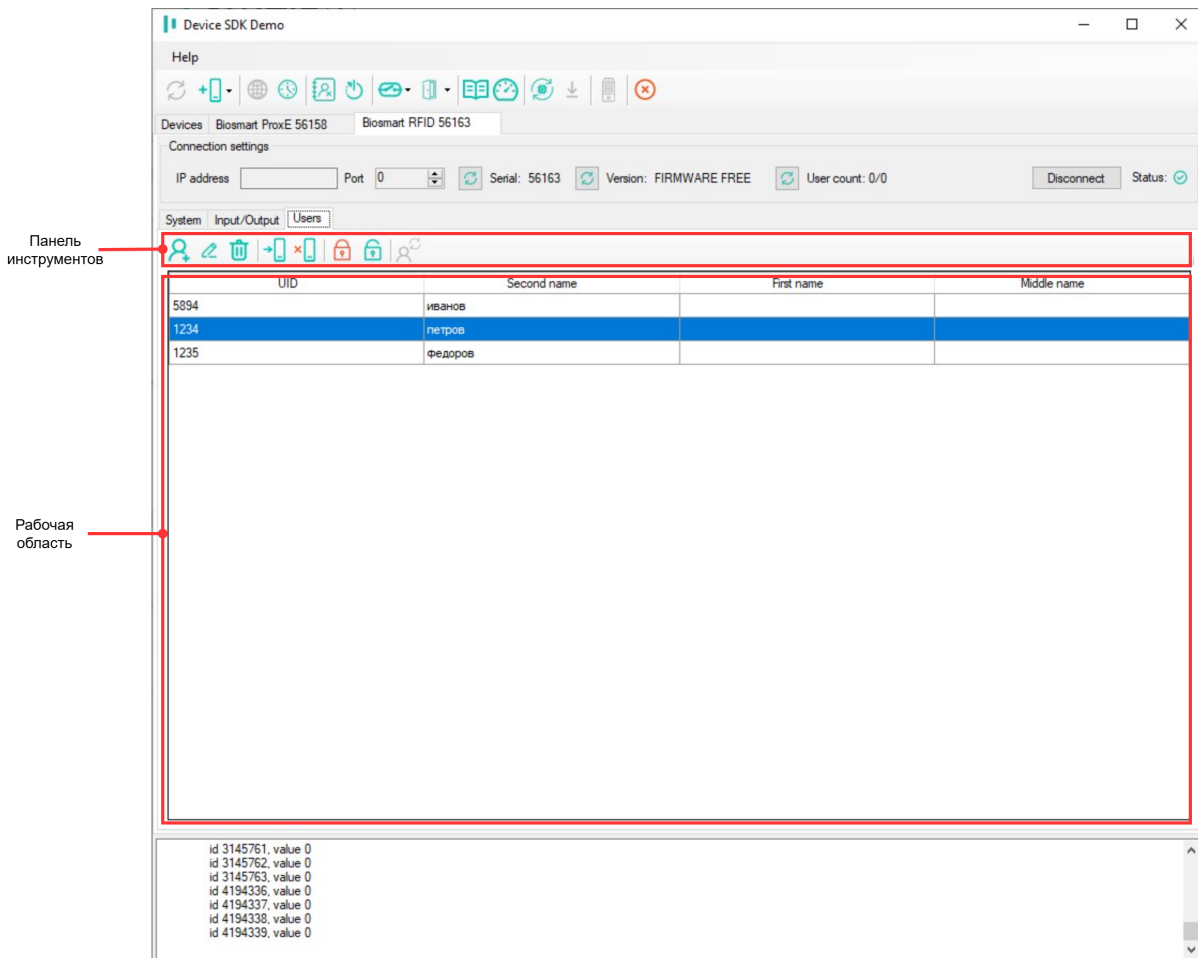 Device SDK Demo
Help
Devices Biosmart ProxE 56158 Biosmart RFID 56163
Connection settings
IP address Port 0 Serial: 56163 Version: FIRMWARE FREE User count: 0/0 Disconnect Status:
System Input/Output Users
Панель
инструментов
UID Second name First name Middle name
5894 иванов
1234 петров
1235 федоров
Рабочая
область
id 3145761, value 0
id 3145762, value 0
id 3145763, value 0
id 4194336, value 0
id 4194337, value 0
id 4194338, value 0
id 4194339, value 0